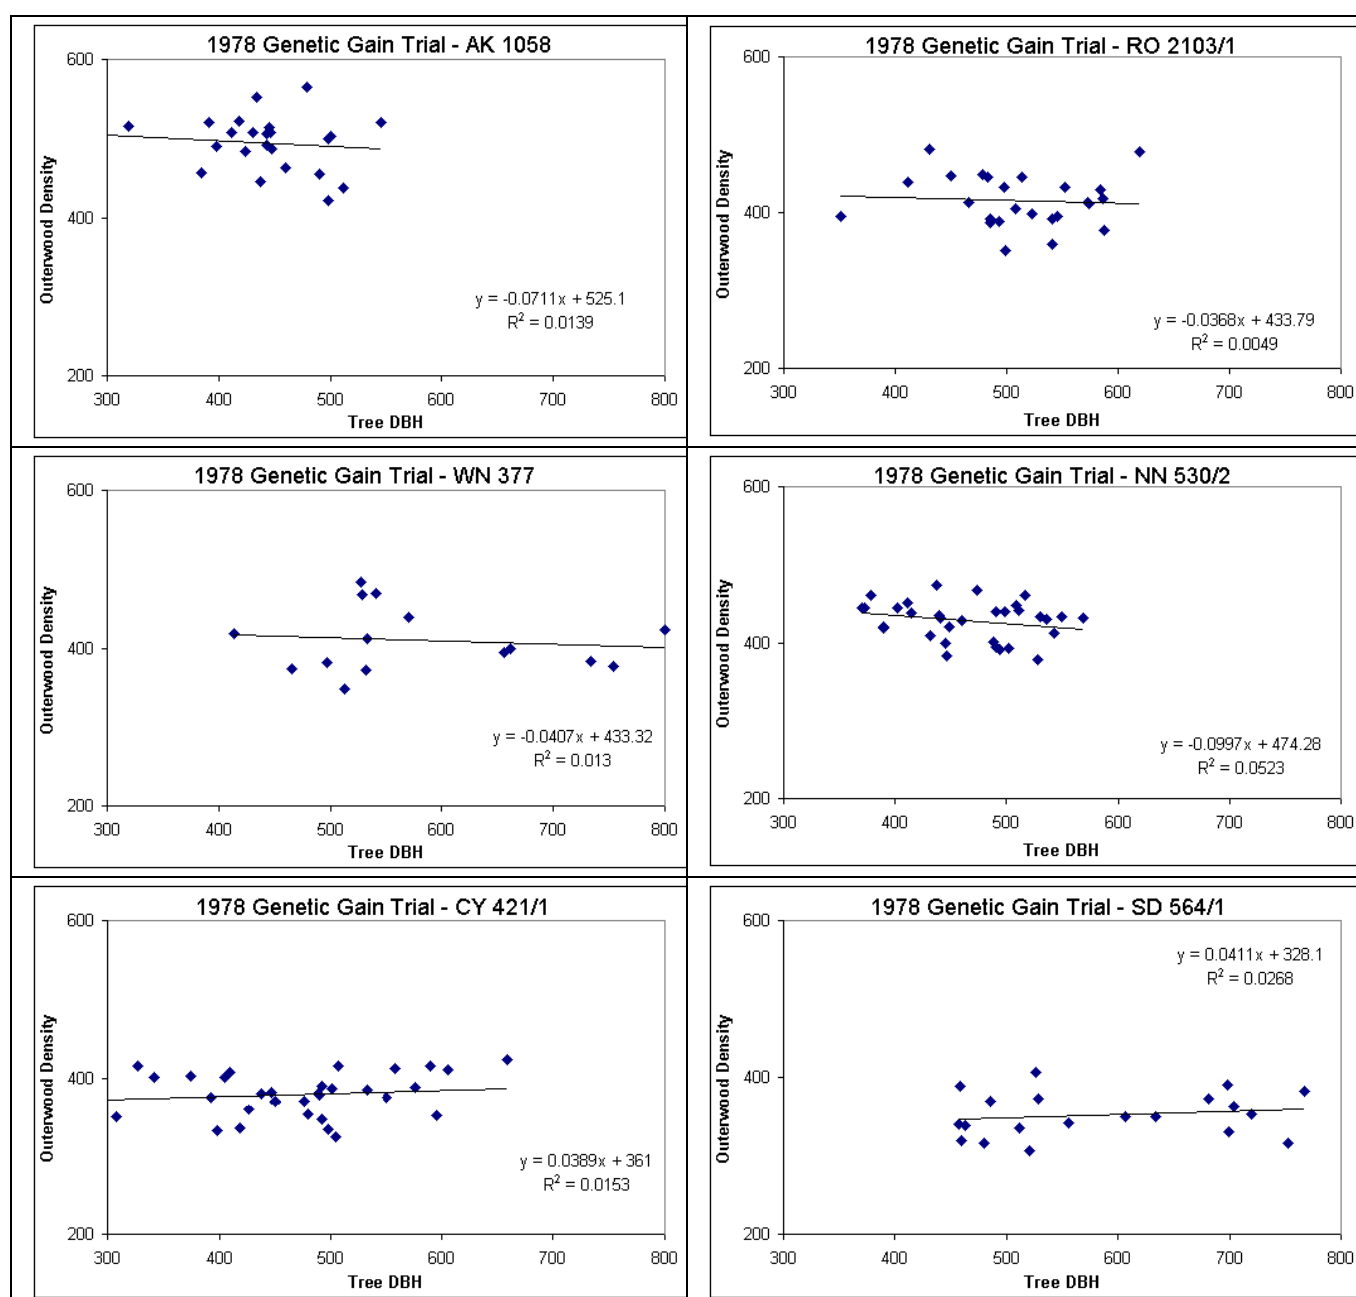 1978 Genetic Gain Trial - AK 1058
600
400
200
Outerwood Density
y = -0.0711x + 525.1
R² = 0.0139
300 400 500 600 700 800
Tree DBH
1978 Genetic Gain Trial - RO 2103/1
600
400
200
Outerwood Density
y = -0.0368x + 433.79
R² = 0.0049
300 400 500 600 700 800
Tree DBH
1978 Genetic Gain Trial - WN 377
600
400
200
Outerwood Density
y = -0.0407x + 433.32
R² = 0.013
300 400 500 600 700 800
Tree DBH
1978 Genetic Gain Trial - NN 530/2
600
400
200
Outerwood Density
y = -0.0997x + 474.28
R² = 0.0523
300 400 500 600 700 800
Tree DBH
1978 Genetic Gain Trial - CY 421/1
600
400
200
Outerwood Density
y = 0.0389x + 361
R² = 0.0153
300 400 500 600 700 800
Tree DBH
1978 Genetic Gain Trial - SD 564/1
600
400
200
Outerwood Density
y = 0.0411x + 328.1
R² = 0.0268
300 400 500 600 700 800
Tree DBH